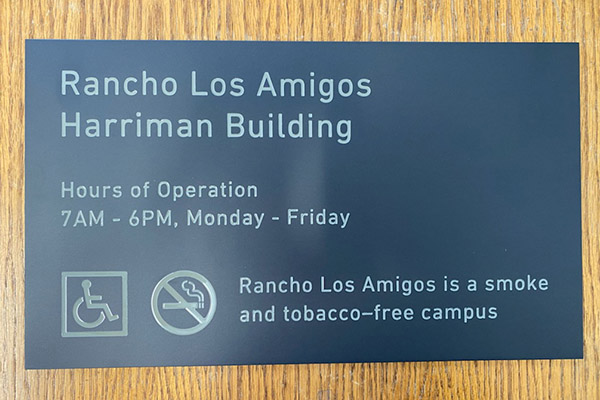 Rancho Los Amigos
Harriman Building
Hours of Operation
7AM - 6PM, Monday - Friday
Rancho Los Amigos is a smoke
and tobacco–free campus